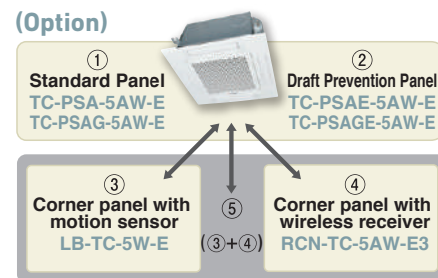 (Option)
①
Standard Panel
TC-PSA-5AW-E
TC-PSAG-5AW-E
②
Draft Prevention Panel
TC-PSAE-5AW-E
TC-PSAGE-5AW-E
③
Corner panel with
motion sensor
LB-TC-5W-E
⑤
(③+④)
④
Corner panel with
wireless receiver
RCN-TC-5AW-E3